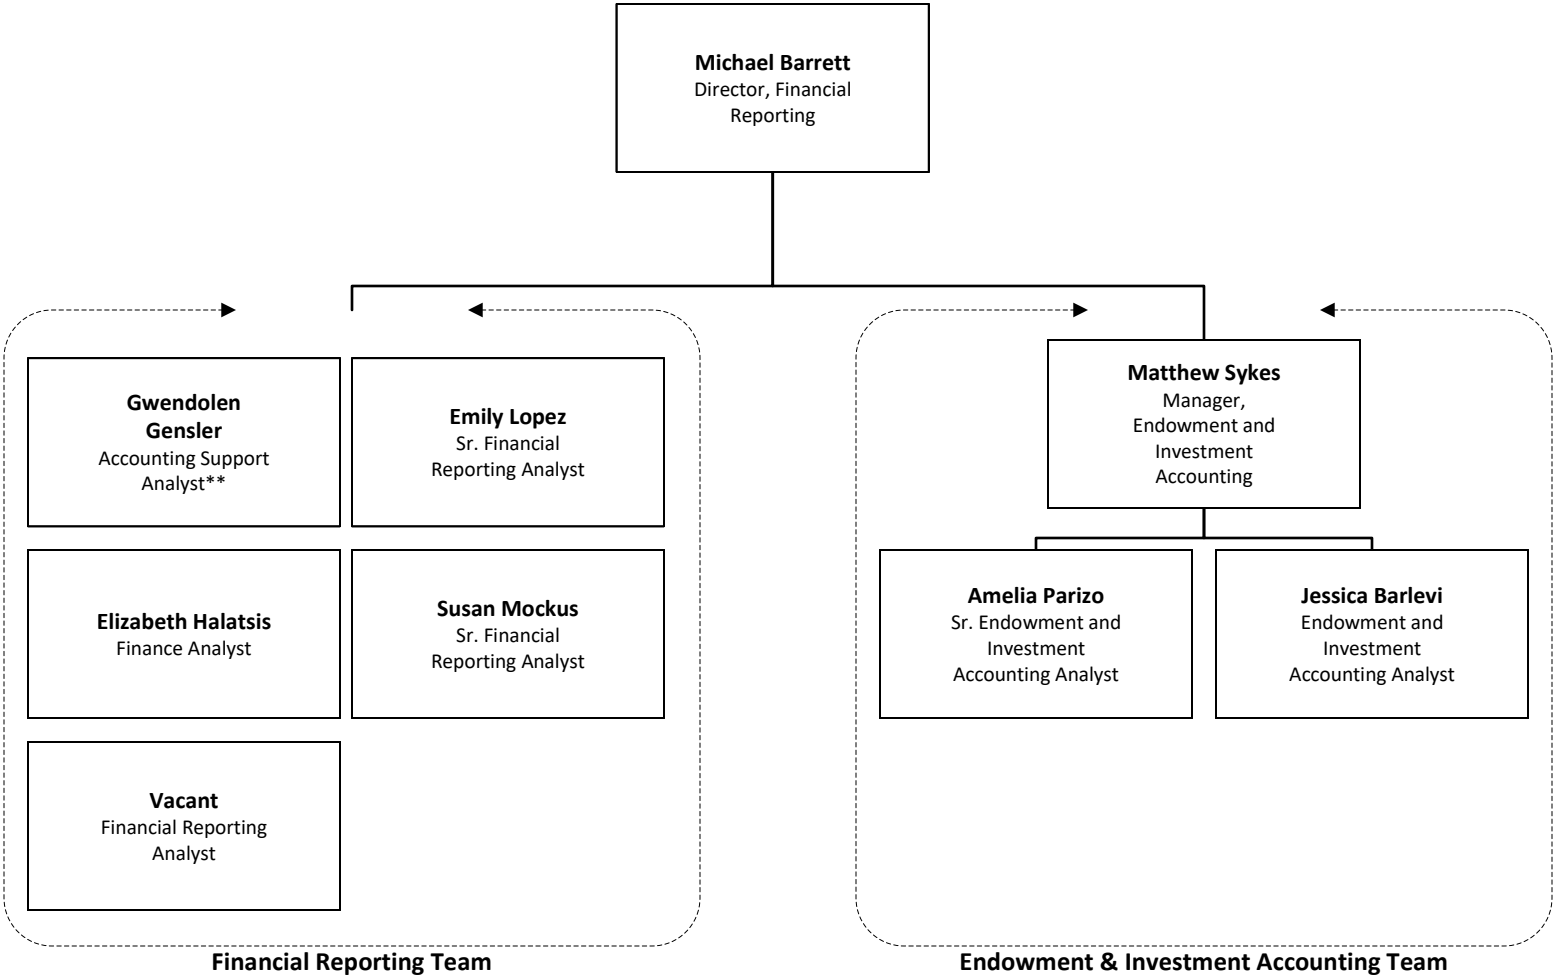 Michael Barrett
Director, Financial
Reporting
Gwendolen
Gensler
Accounting Support
Analyst**
Emily Lopez
Sr. Financial
Reporting Analyst
Elizabeth Halatsis
Finance Analyst
Susan Mockus
Sr. Financial
Reporting Analyst
Vacant
Financial Reporting
Analyst
Financial Reporting Team
Matthew Sykes
Manager,
Endowment and
Investment
Accounting
Amelia Parizo
Sr. Endowment and
Investment
Accounting Analyst
Jessica Barlevi
Endowment and
Investment
Accounting Analyst
Endowment & Investment Accounting Team